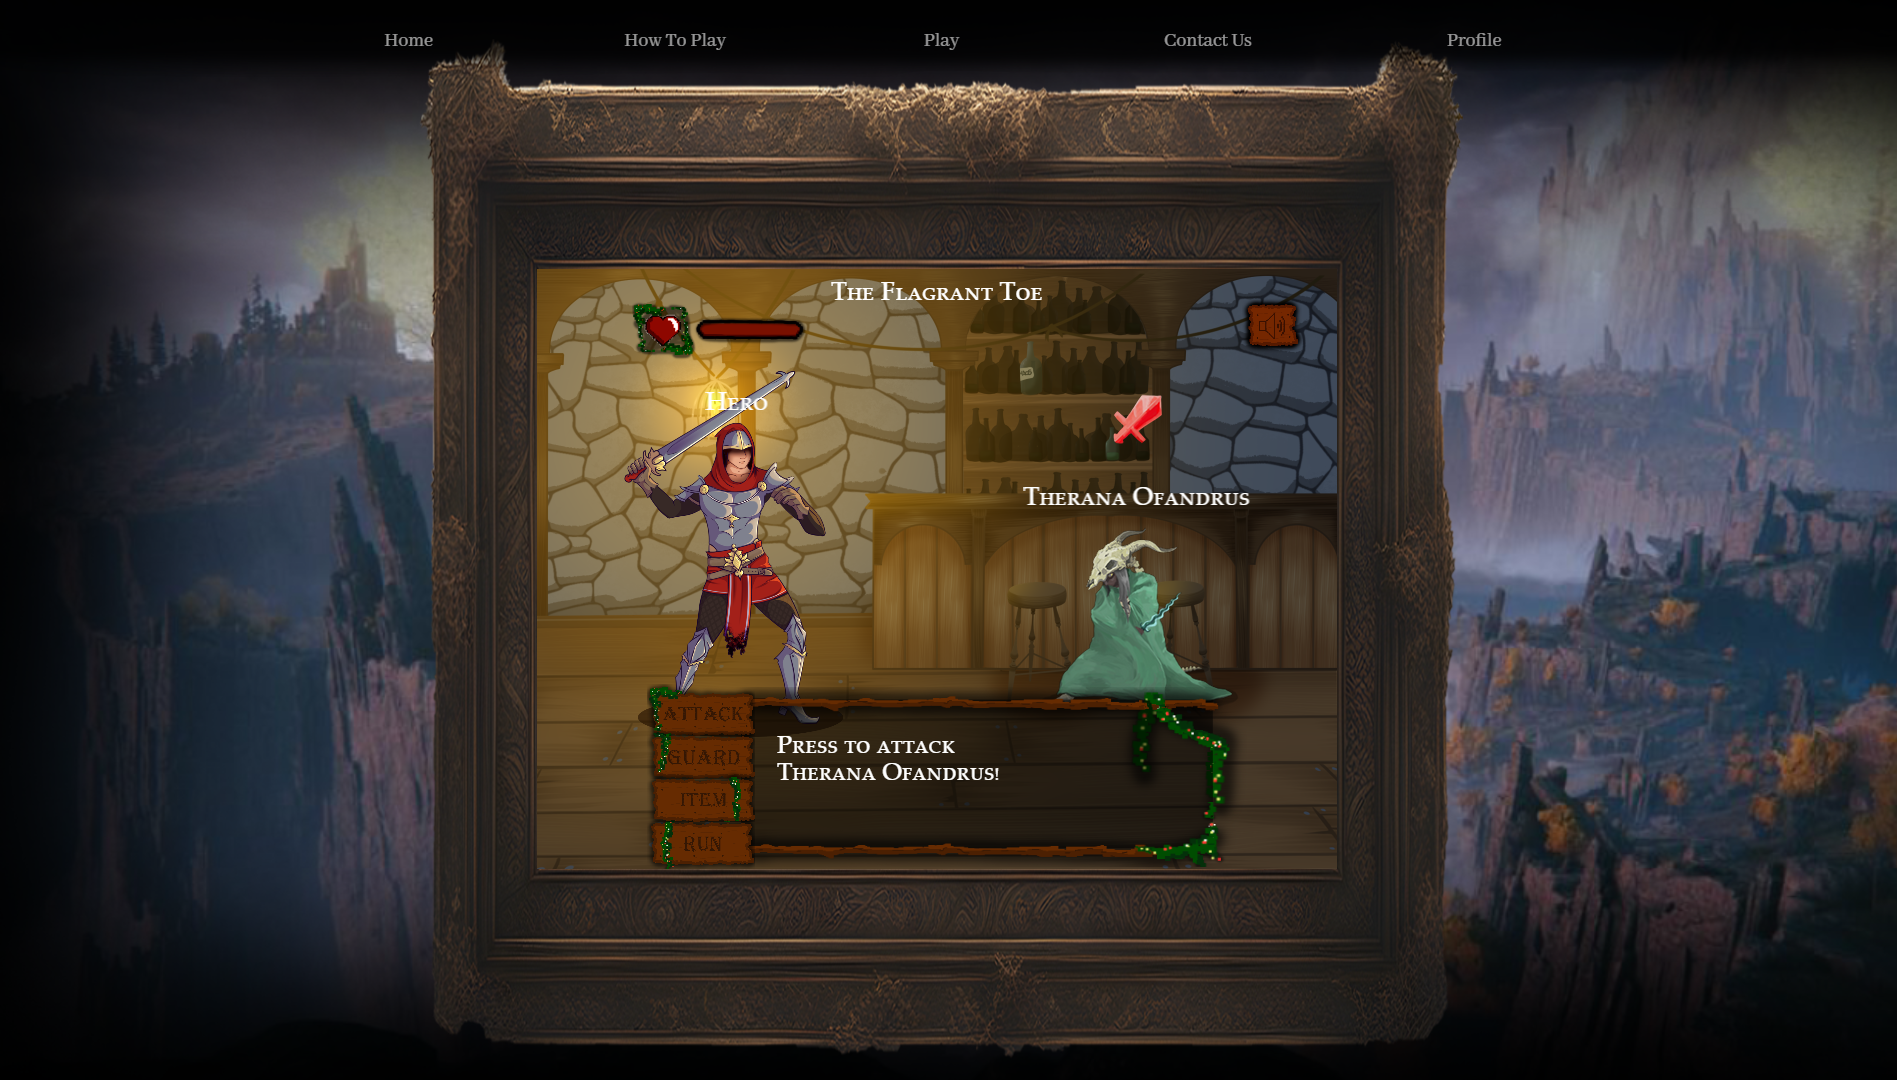 Home How To Play Play Contact Us Profile
The Flagrant Toe
Hero
Therana Ofandrus
ATTACK
GUARD
ITEM
RUN
Press to attack
Therana Ofandrus!